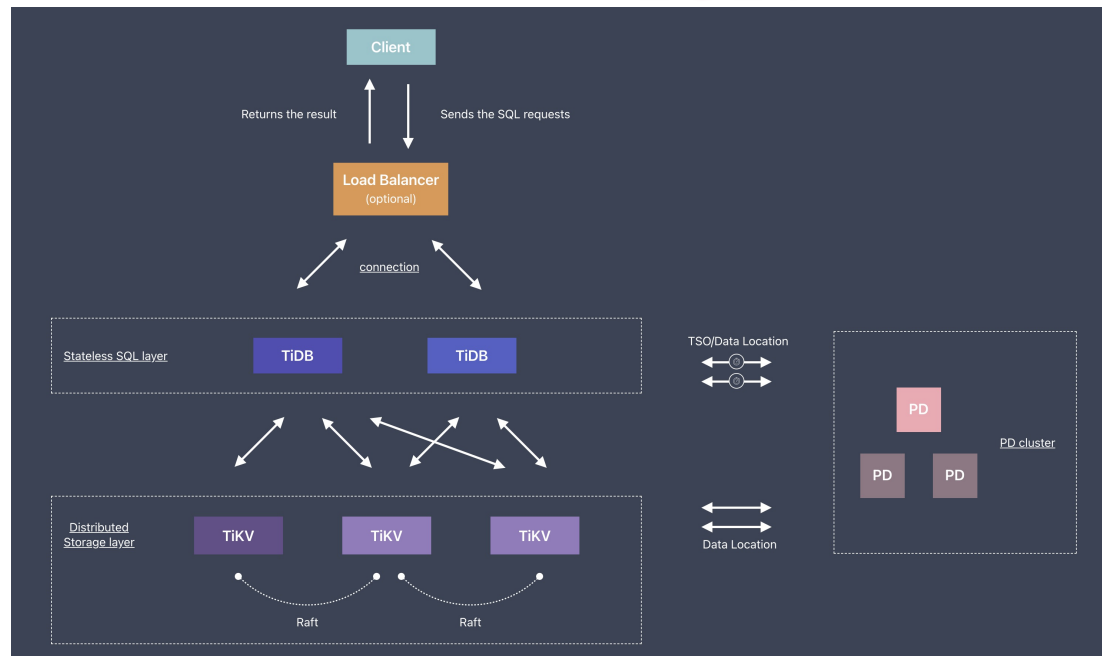 Client
Returns the result
Sends the SQL requests
Load Balancer
(optional)
connection
Stateless SQL layer
TiDB
TiDB
TSO/Data Location
PD
PD
PD
PD cluster
Distributed
Storage layer
TiKV
TiKV
TiKV
Data Location
Raft
Raft